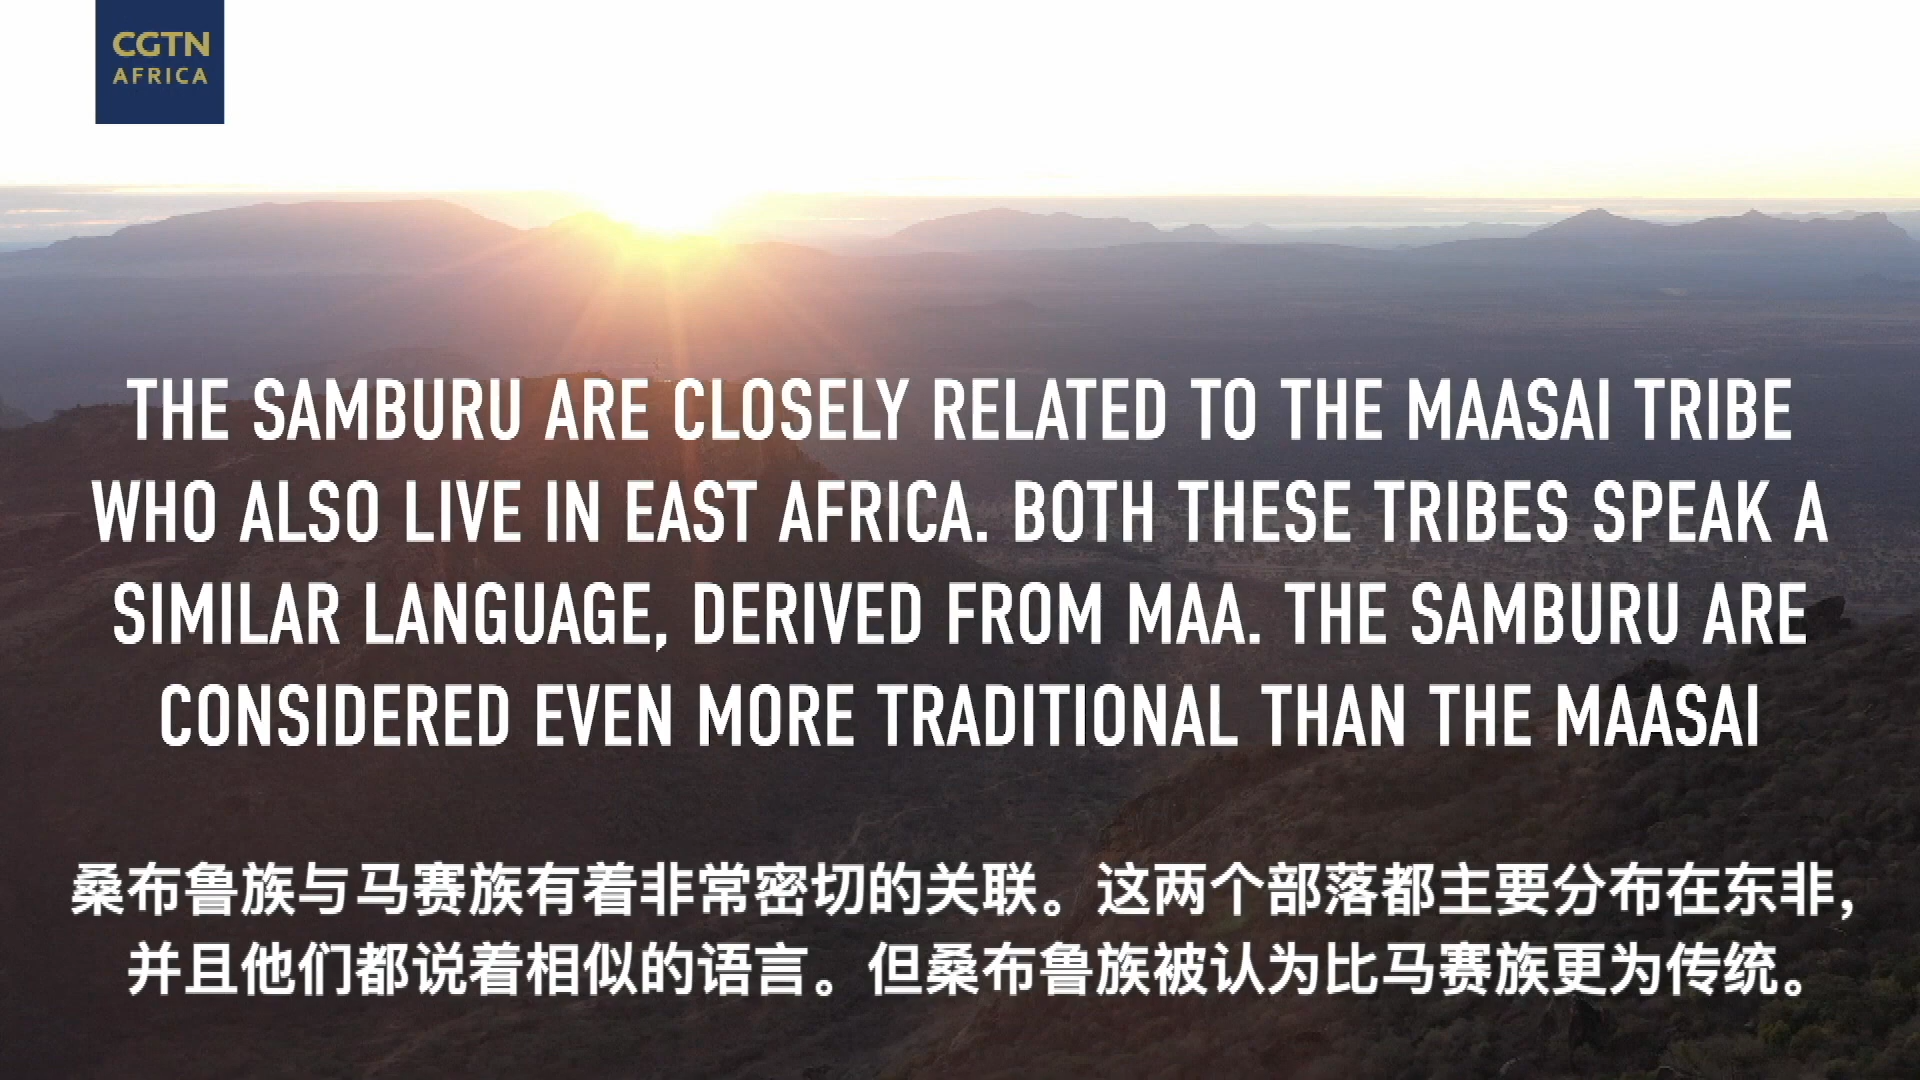 CGTN
AFRICA
THE SAMBURU ARE CLOSELY RELATED TO THE MAASAI TRIBE
WHO ALSO LIVE IN EAST AFRICA. BOTH THESE TRIBES SPEAK A
SIMILAR LANGUAGE, DERIVED FROM MAA. THE SAMBURU ARE
CONSIDERED EVEN MORE TRADITIONAL THAN THE MAASAI
桑布鲁族与马赛族有着非常密切的关联。这两个部落都主要分布在东非，
并且他们都说着相似的语言。但桑布鲁族被认为比马赛族更为传统。